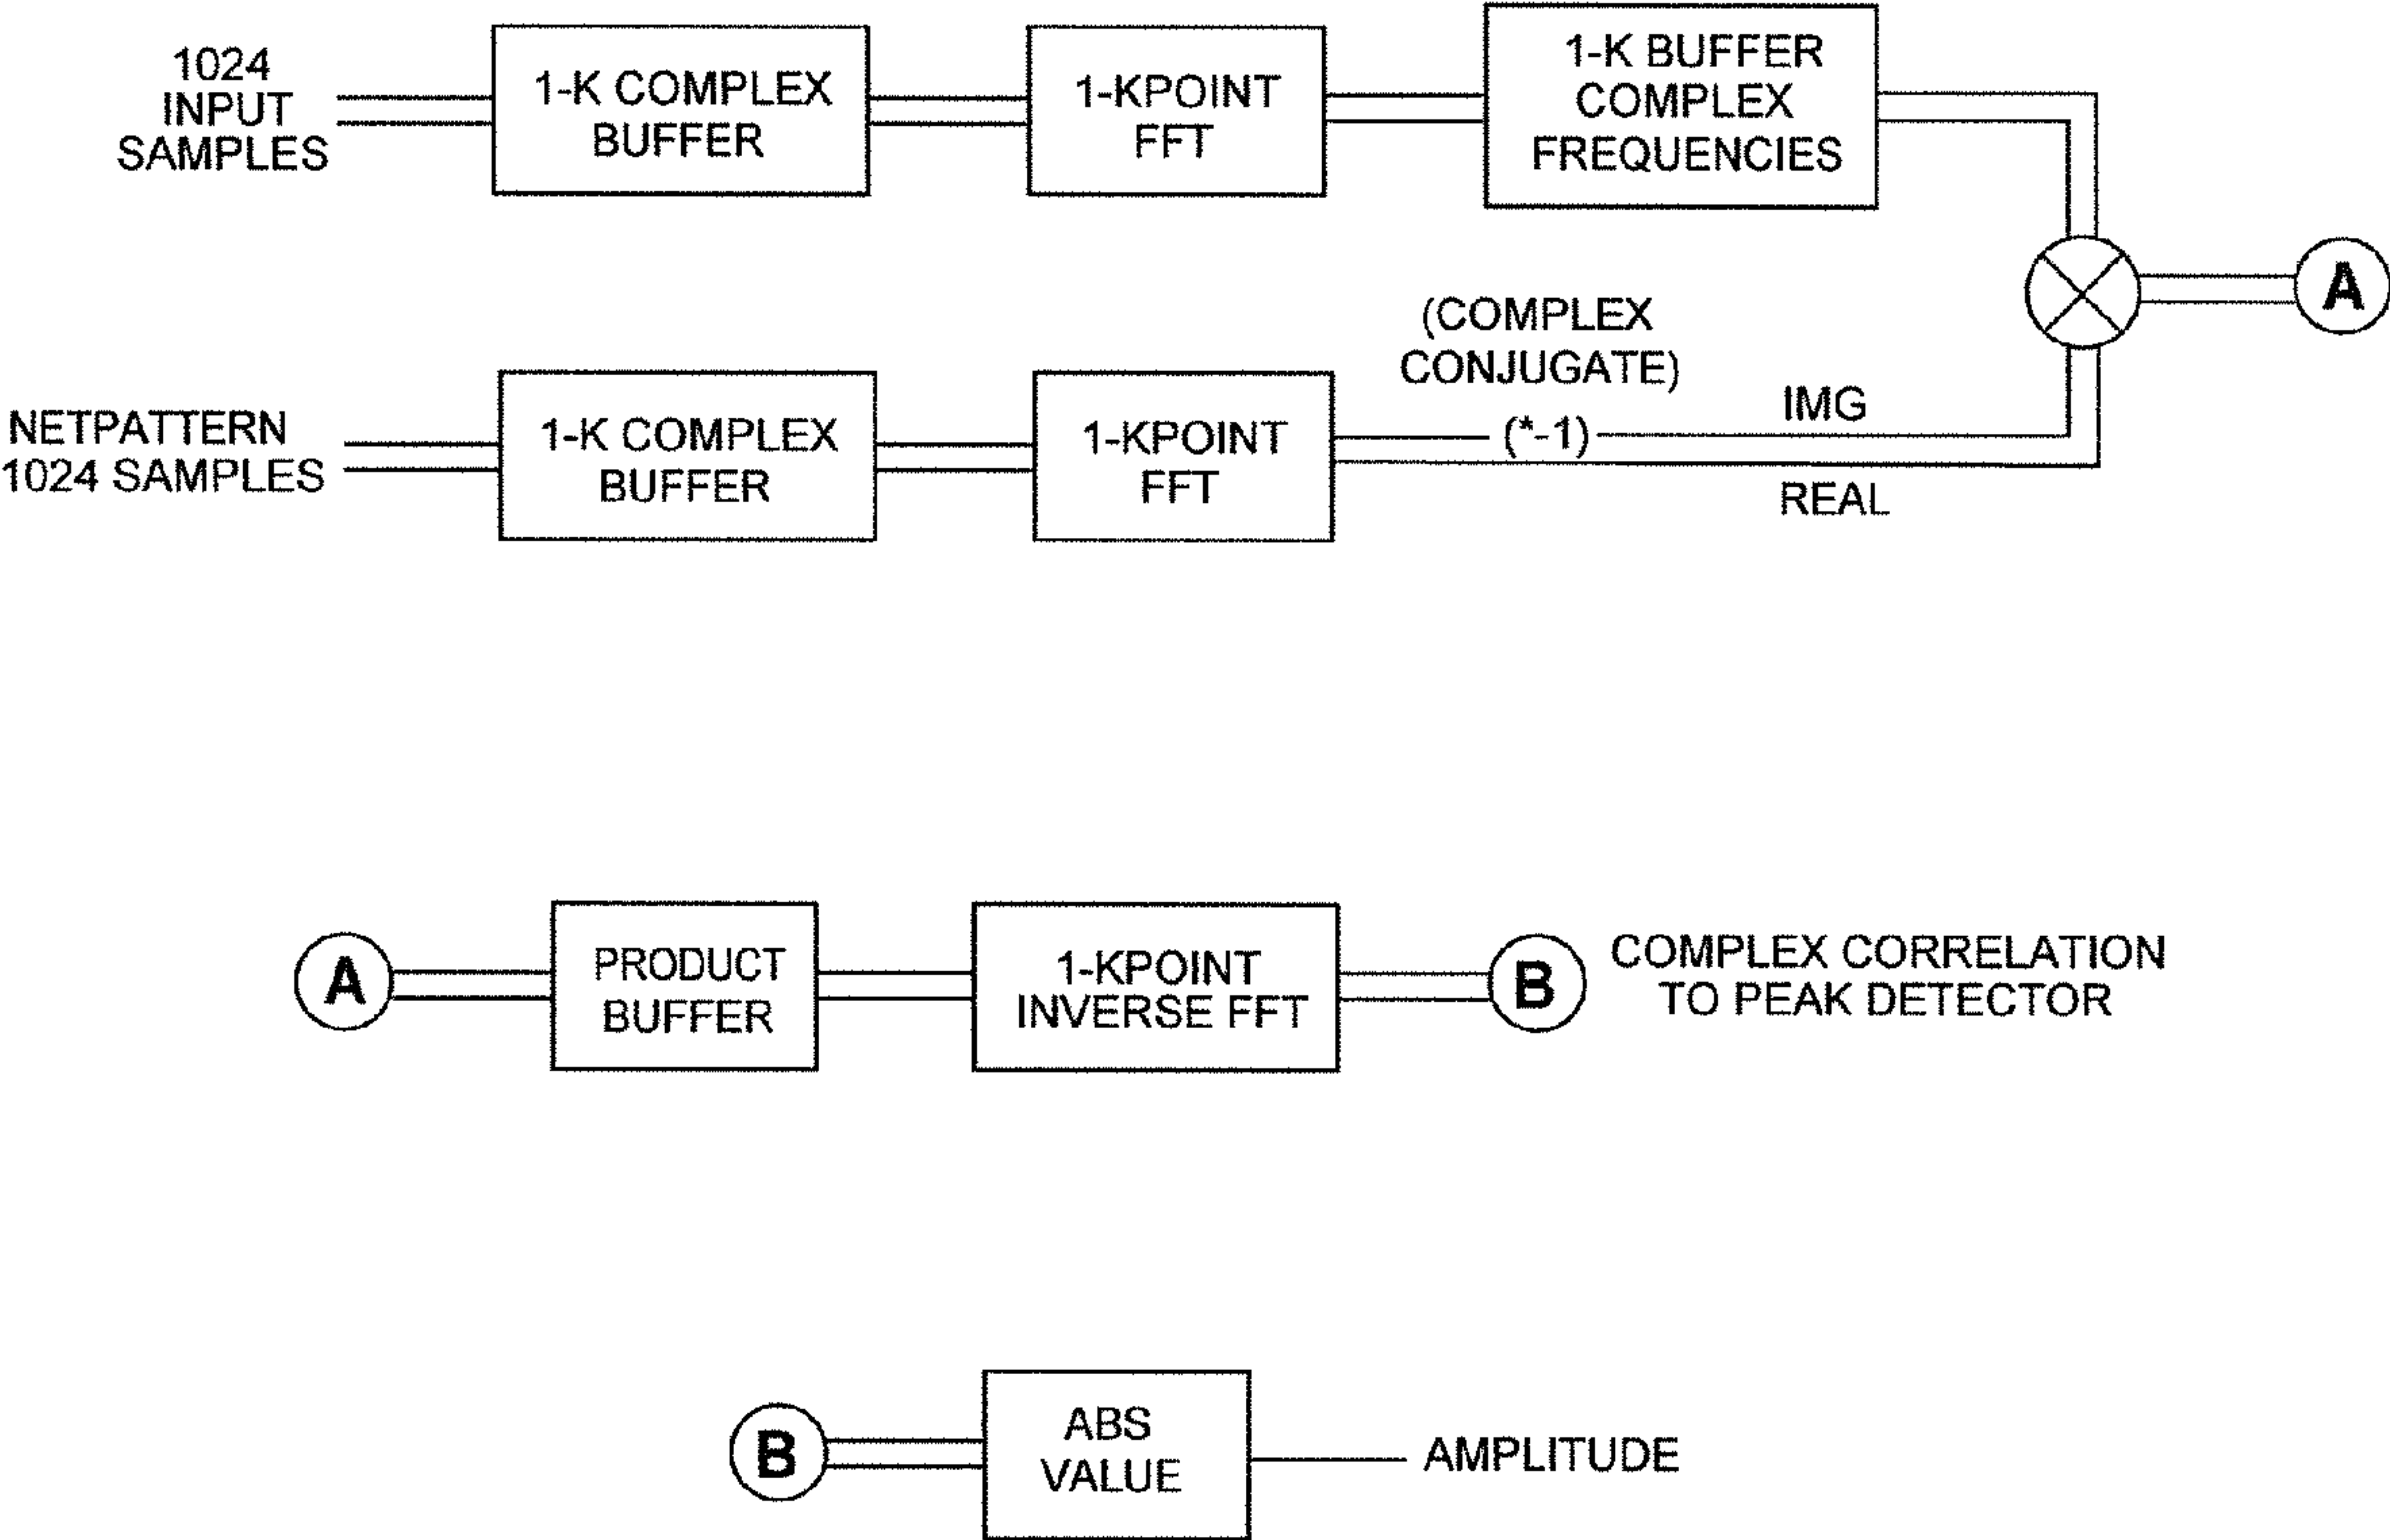 1024
INPUT
SAMPLES
1-K COMPLEX
BUFFER
1-KPOINT
FFT
1-K BUFFER
COMPLEX
FREQUENCIES
A
NETPATTERN
1024 SAMPLES
1-K COMPLEX
BUFFER
1-KPOINT
FFT
(COMPLEX
CONJUGATE)
(*-1)
IMG
REAL
A
PRODUCT
BUFFER
1-KPOINT
INVERSE FFT
B
COMPLEX CORRELATION
TO PEAK DETECTOR
B
ABS
VALUE
AMPLITUDE